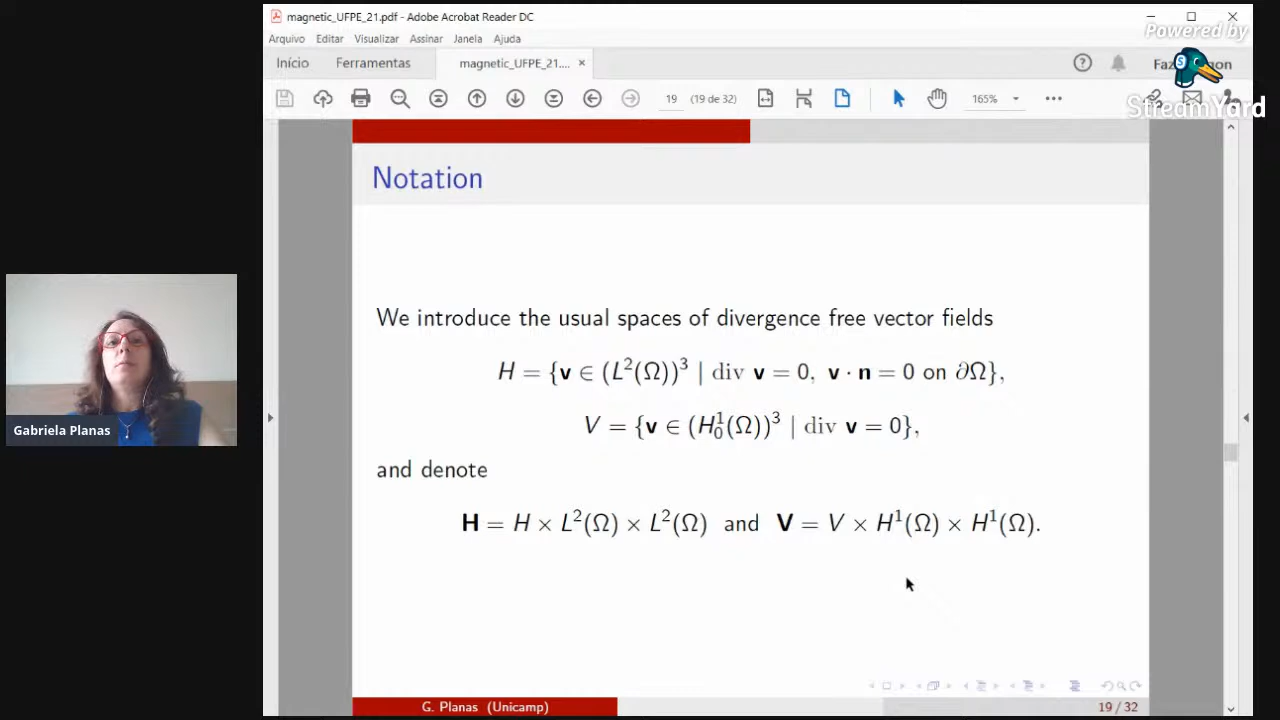 magnetic_UFPE_21.pdf - Adobe Acrobat Reader DC
Powered by
Arquivo Editar Visualizar Assinar Janela Ajuda
Início Ferramentas magnetic_UFPE_21....
StreamYard
19 (19 de 32) 165%
Notation
We introduce the usual spaces of divergence free vector fields
H = {v ∈ (L²(Ω))³ | div v = 0, v · n = 0 on ∂Ω},
V = {v ∈ (H₀¹(Ω))³ | div v = 0},
and denote
H = H × L²(Ω) × L²(Ω) and V = V × H¹(Ω) × H¹(Ω).
Gabriela Planas
G. Planas (Unicamp) 19 / 32